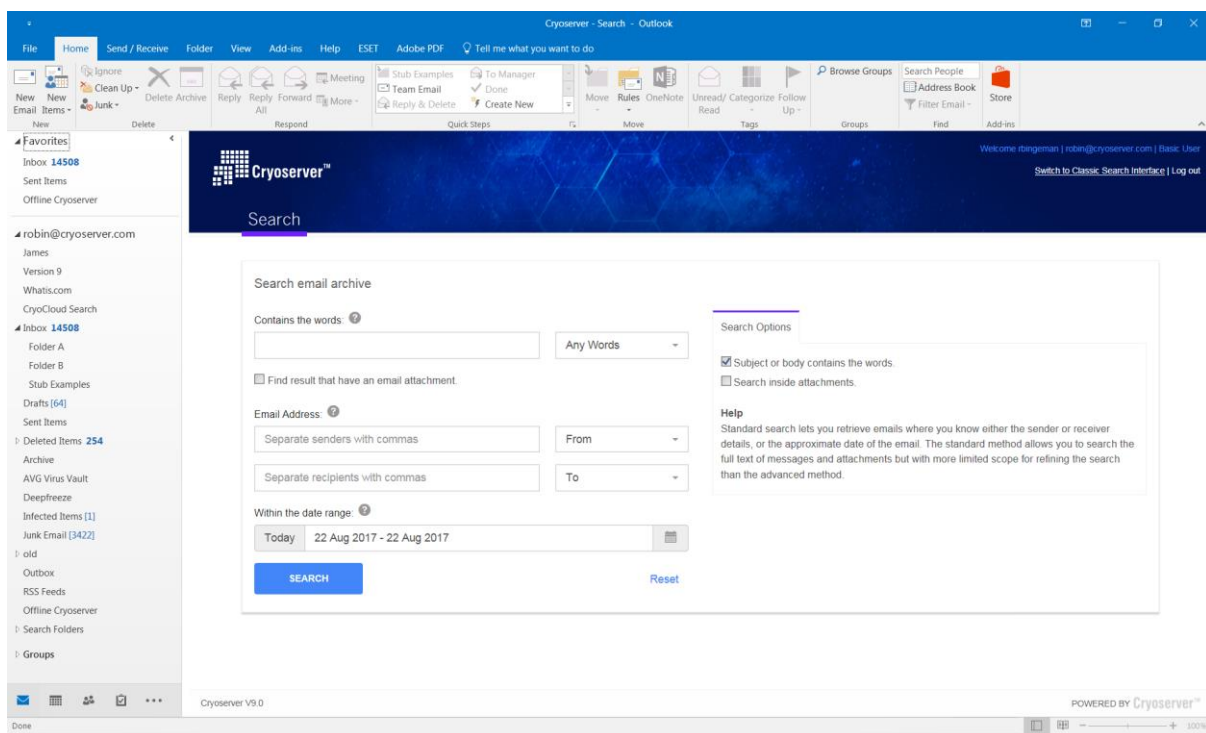 Cryoserver - Search - Outlook
File Home Send / Receive Folder View Add-ins Help ESET Adobe PDF Tell me what you want to do
New Email
New Items
New
Ignore
Clean Up
Junk
Delete Archive
Delete
Reply Reply All Forward
Meeting
More
Respond
Stub Examples To Manager
Team Email Done
Reply & Delete Create New
Quick Steps
Move Rules OneNote
Move
Unread/ Read Categorize Follow Up
Tags
Browse Groups
Groups
Search People
Address Book
Filter Email
Find
Store
Add-ins
Favorites
Inbox 14508
Sent Items
Offline Cryoserver
robin@cryoserver.com
James
Version 9
Whatis.com
CryoCloud Search
Inbox 14508
Folder A
Folder B
Stub Examples
Drafts [64]
Sent Items
Deleted Items 254
Archive
AVG Virus Vault
Deepfreeze
Infected Items [1]
Junk Email [3422]
old
Outbox
RSS Feeds
Offline Cryoserver
Search Folders
Groups
Done
Welcome rbingeman | robin@cryoserver.com | Basic User
Switch to Classic Search Interface | Log out
Cryoserver™
Search
Search email archive
Contains the words:
Any Words
Find result that have an email attachment.
Email Address:
Separate senders with commas From
Separate recipients with commas To
Within the date range:
Today 22 Aug 2017 - 22 Aug 2017
SEARCH Reset
Search Options
Subject or body contains the words.
Search inside attachments.
Help
Standard search lets you retrieve emails where you know either the sender or receiver
details, or the approximate date of the email. The standard method allows you to search the
full text of messages and attachments but with more limited scope for refining the search
than the advanced method.
Cryoserver V9.0
POWERED BY Cryoserver™
100%